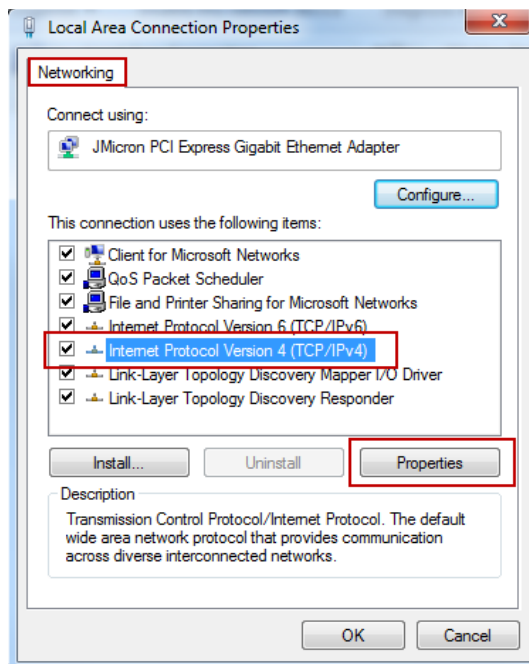 Local Area Connection Properties
Networking
Connect using:
JMicron PCI Express Gigabit Ethernet Adapter
Configure...
This connection uses the following items:
Client for Microsoft Networks
QoS Packet Scheduler
File and Printer Sharing for Microsoft Networks
Internet Protocol Version 6 (TCP/IPv6)
Internet Protocol Version 4 (TCP/IPv4)
Link-Layer Topology Discovery Mapper I/O Driver
Link-Layer Topology Discovery Responder
Install... Uninstall Properties
Description
Transmission Control Protocol/Internet Protocol. The default
wide area network protocol that provides communication
across diverse interconnected networks.
OK Cancel